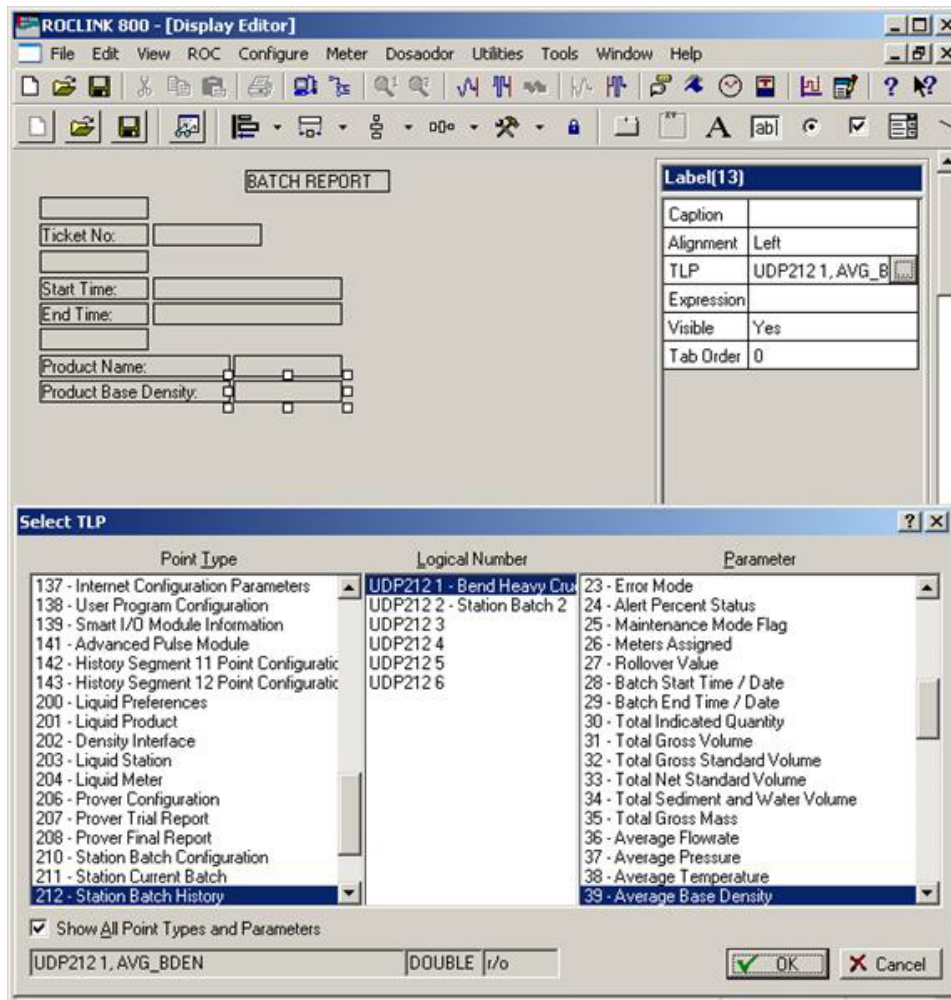 ROCLINK 800 - [Display Editor]
File Edit View ROC Configure Meter Dosaodor Utilities Tools Window Help
A ab|
BATCH REPORT
Ticket No:
Start Time:
End Time:
Product Name:
Product Base Density:
Label(13)
Caption
Alignment Left
TLP UDP212 1, AVG_B ...
Expression
Visible Yes
Tab Order 0
Select TLP
Point Type
137 - Internet Configuration Parameters
138 - User Program Configuration
139 - Smart I/O Module Information
141 - Advanced Pulse Module
142 - History Segment 11 Point Configuratic
143 - History Segment 12 Point Configuratic
200 - Liquid Preferences
201 - Liquid Product
202 - Density Interface
203 - Liquid Station
204 - Liquid Meter
206 - Prover Configuration
207 - Prover Trial Report
208 - Prover Final Report
210 - Station Batch Configuration
211 - Station Current Batch
212 - Station Batch History
Logical Number
UDP212 1 - Bend Heavy Cru
UDP212 2 - Station Batch 2
UDP212 3
UDP212 4
UDP212 5
UDP212 6
Parameter
23 - Error Mode
24 - Alert Percent Status
25 - Maintenance Mode Flag
26 - Meters Assigned
27 - Rollover Value
28 - Batch Start Time / Date
29 - Batch End Time / Date
30 - Total Indicated Quantity
31 - Total Gross Volume
32 - Total Gross Standard Volume
33 - Total Net Standard Volume
34 - Total Sediment and Water Volume
35 - Total Gross Mass
36 - Average Flowrate
37 - Average Pressure
38 - Average Temperature
39 - Average Base Density
Show All Point Types and Parameters
UDP212 1, AVG_BDEN DOUBLE r/o
OK Cancel